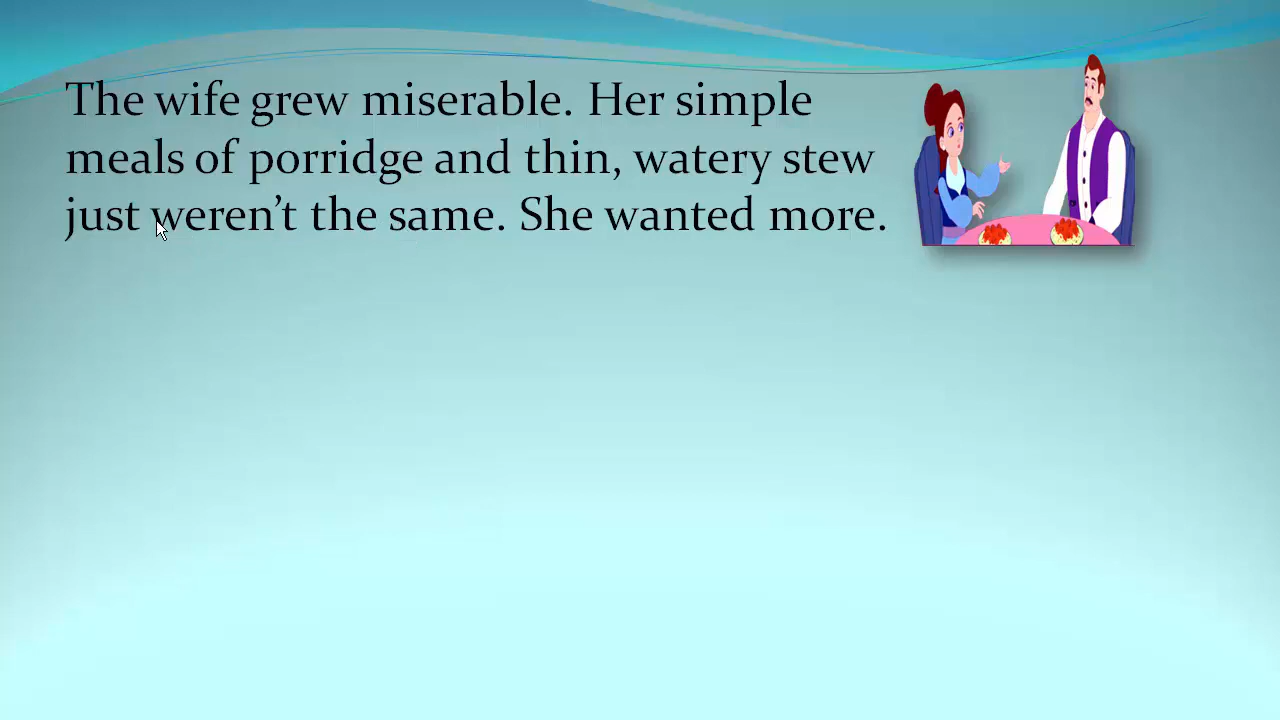 The wife grew miserable. Her simple
meals of porridge and thin, watery stew
just weren’t the same. She wanted more.